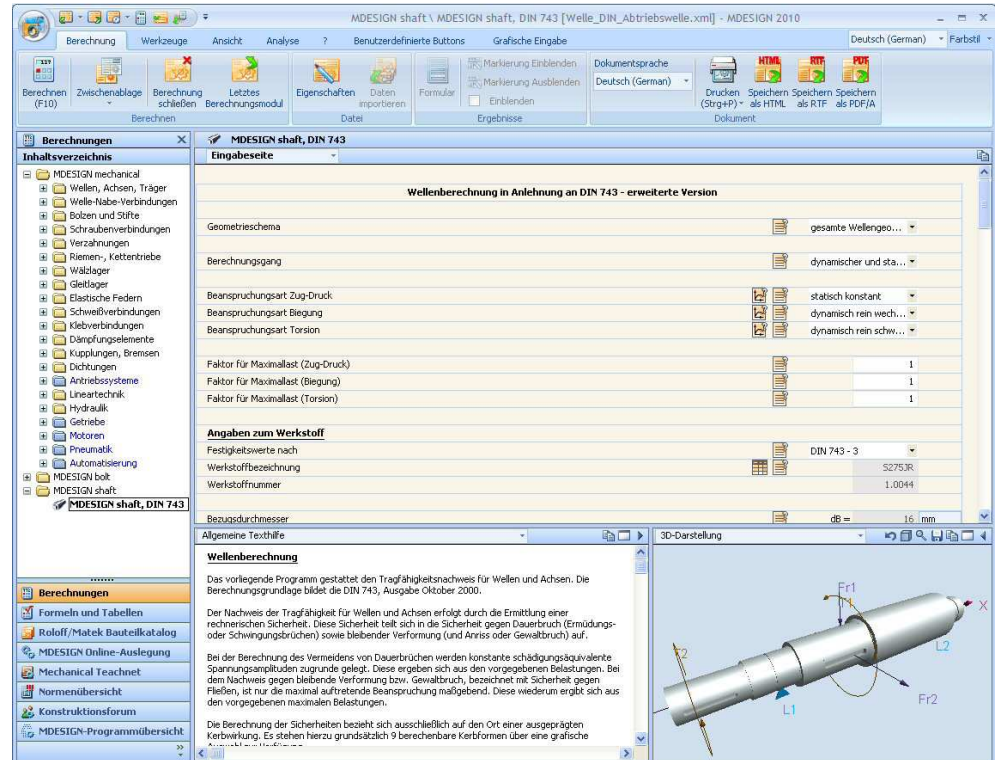 MDESIGN shaft \ MDESIGN shaft, DIN 743 [Welle_DIN_Abtriebswelle.xml] - MDESIGN 2010
Berechnung Werkzeuge Ansicht Analyse ? Benutzerdefinierte Buttons Grafische Eingabe Deutsch (German) Farbstil
Berechnen (F10)
Zwischenablage
Berechnung schließen
Letztes Berechnungsmodul
Eigenschaften
Daten importieren
Formular
Markierung Einblenden
Markierung Ausblenden
Einblenden
Dokumentsprache
Deutsch (German)
Drucken (Strg+P)
HTML
Speichern als HTML
RTF
Speichern als RTF
PDF
Speichern als PDF/A
Berechnen Datei Ergebnisse Dokument
Berechnungen
Inhaltsverzeichnis
MDESIGN mechanical
Wellen, Achsen, Träger
Welle-Nabe-Verbindungen
Bolzen und Stifte
Schraubenverbindungen
Verzahnungen
Riemen-, Kettentriebe
Wälzlager
Gleitlager
Elastische Federn
Schweißverbindungen
Klebverbindungen
Dämpfungselemente
Kupplungen, Bremsen
Dichtungen
Antriebssysteme
Lineartechnik
Hydraulik
Getriebe
Motoren
Pneumatik
Automatisierung
MDESIGN bolt
MDESIGN shaft
MDESIGN shaft, DIN 743
Berechnungen
Formeln und Tabellen
Roloff/Matek Bauteilkatalog
MDESIGN Online-Auslegung
Mechanical Teachnet
Normenübersicht
Konstruktionsforum
MDESIGN-Programmübersicht
MDESIGN shaft, DIN 743
Eingabeseite
Wellenberechnung in Anlehnung an DIN 743 - erweiterte Version
Geometrieschema gesamte Wellengeo...
Berechnungsgang dynamischer und sta...
Beanspruchungsart Zug-Druck statisch konstant
Beanspruchungsart Biegung dynamisch rein wech...
Beanspruchungsart Torsion dynamisch rein schw...
Faktor für Maximallast (Zug-Druck) 1
Faktor für Maximallast (Biegung) 1
Faktor für Maximallast (Torsion) 1
Angaben zum Werkstoff
Festigkeitswerte nach DIN 743 - 3
Werkstoffbezeichnung S275JR
Werkstoffnummer 1.0044
Bezugsdurchmesser dB = 16 mm
Allgemeine Texthilfe
Wellenberechnung
Das vorliegende Programm gestattet den Tragfähigkeitsnachweis für Wellen und Achsen. Die
Berechnungsgrundlage bildet die DIN 743, Ausgabe Oktober 2000.
Der Nachweis der Tragfähigkeit für Wellen und Achsen erfolgt durch die Ermittlung einer
rechnerischen Sicherheit. Diese Sicherheit teilt sich in die Sicherheit gegen Dauerbruch (Ermüdungs-
oder Schwingungsbrüchen) sowie bleibender Verformung (und Anriss oder Gewaltbruch) auf.
Bei der Berechnung des Vermeidens von Dauerbrüchen werden konstante schädigungsäquivalente
Spannungsamplituden zugrunde gelegt. Diese ergeben sich aus den vorgegebenen Belastungen. Bei
dem Nachweis gegen bleibende Verformung bzw. Gewaltbruch, bezeichnet mit Sicherheit gegen
Fließen, ist nur die maximal auftretende Beanspruchung maßgebend. Diese wiederum ergibt sich aus
den vorgegebenen maximalen Belastungen.
Die Berechnung der Sicherheiten bezieht sich ausschließlich auf den Ort einer ausgeprägten
Kerbwirkung. Es stehen hierzu grundsätzlich 9 berechenbare Kerbformen über eine grafische
3D-Darstellung
Fr1
X
L2
Fr2
L1